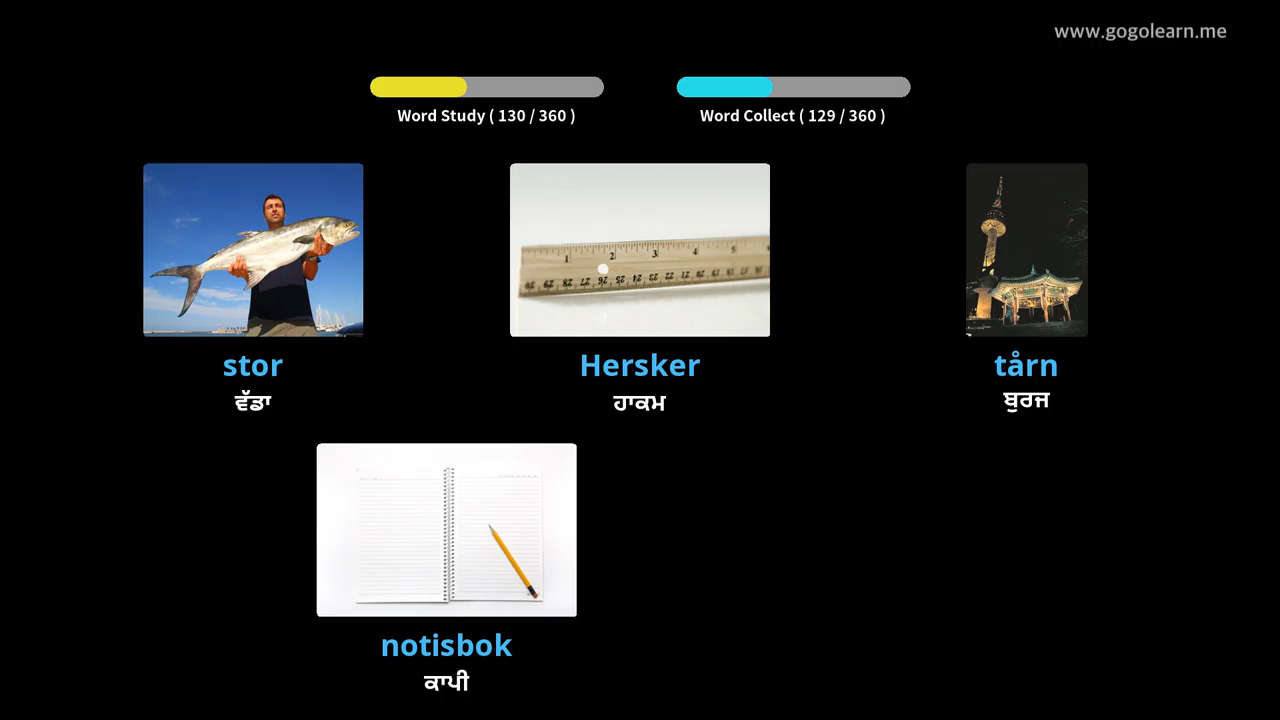 www.gogolearn.me
Word Study ( 130 / 360 )
Word Collect ( 129 / 360 )
stor
ਵੱਡਾ
Hersker
ਹਾਕਮ
tårn
ਬੁਰਜ
notisbok
ਕਾਪੀ